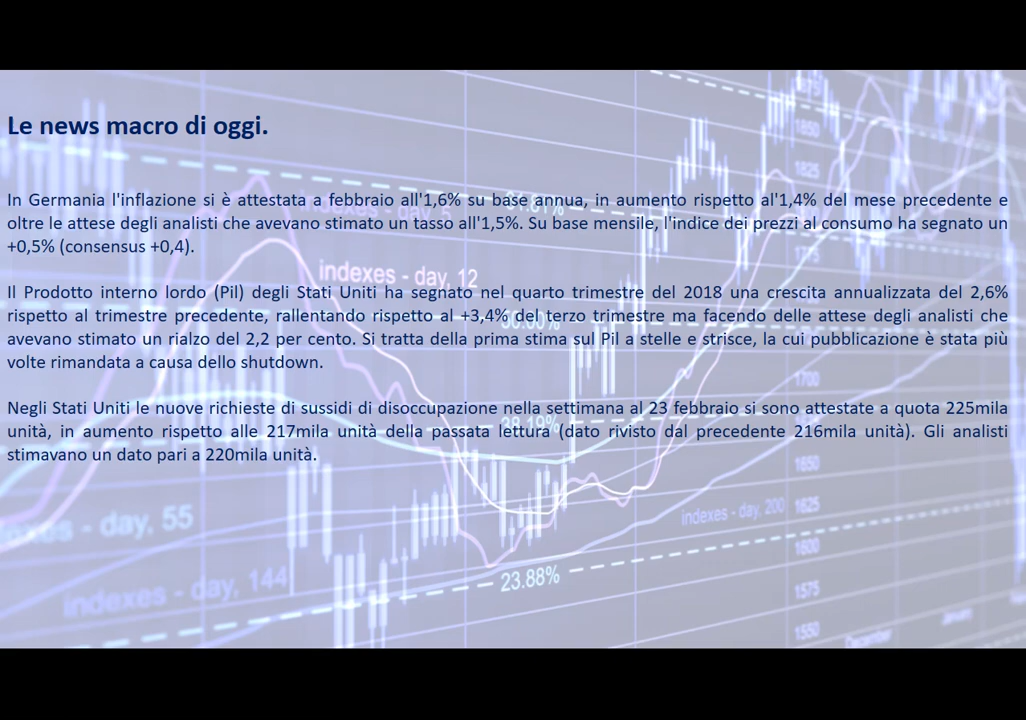 Le news macro di oggi.
In Germania l'inflazione si è attestata a febbraio all'1,6% su base annua, in aumento rispetto al'1,4% del mese precedente e
oltre le attese degli analisti che avevano stimato un tasso all'1,5%. Su base mensile, l'indice dei prezzi al consumo ha segnato un
+0,5% (consensus +0,4).
Il Prodotto interno lordo (Pil) degli Stati Uniti ha segnato nel quarto trimestre del 2018 una crescita annualizzata del 2,6%
rispetto al trimestre precedente, rallentando rispetto al +3,4% del terzo trimestre ma facendo delle attese degli analisti che
avevano stimato un rialzo del 2,2 per cento. Si tratta della prima stima sul Pil a stelle e strisce, la cui pubblicazione è stata più
volte rimandata a causa dello shutdown.
Negli Stati Uniti le nuove richieste di sussidi di disoccupazione nella settimana al 23 febbraio si sono attestate a quota 225mila
unità, in aumento rispetto alle 217mila unità della passata lettura (dato rivisto dal precedente 216mila unità). Gli analisti
stimavano un dato pari a 220mila unità.
indexes - day, 12
indexes - day, 55
indexes - day, 144
indexes - day, 200
23.88%
1850
1825
1700
1650
1625
1600
1575
1550